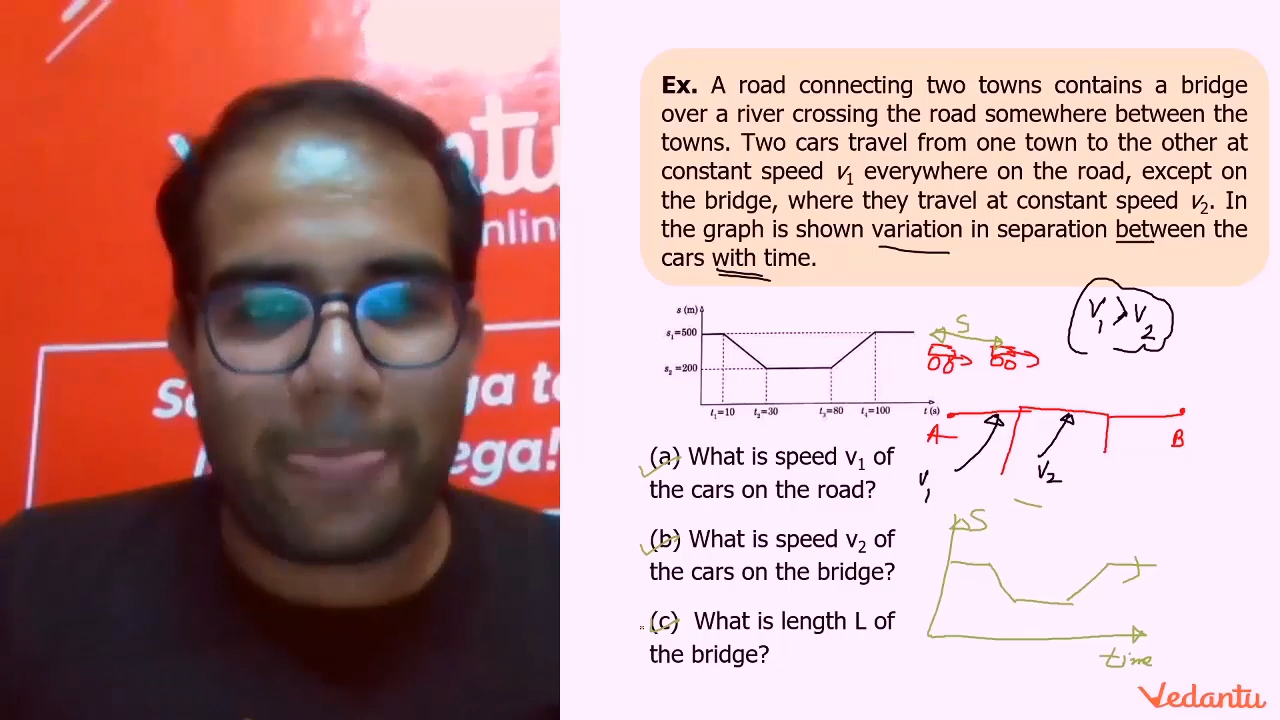 Ex. A road connecting two towns contains a bridge
over a river crossing the road somewhere between the
towns. Two cars travel from one town to the other at
constant speed v₁ everywhere on the road, except on
the bridge, where they travel at constant speed v₂. In
the graph is shown variation in separation between the
cars with time.
s (m)
s₁=500
s₂=200
t₁=10
t₂=30
t₃=80
t₄=100
t (s)
V₁ > V₂
S
A
B
V₁
V₂
(a) What is speed v₁ of
the cars on the road?
(b) What is speed v₂ of
the cars on the bridge?
(c) What is length L of
the bridge?
S
time
Vedantu
ega!